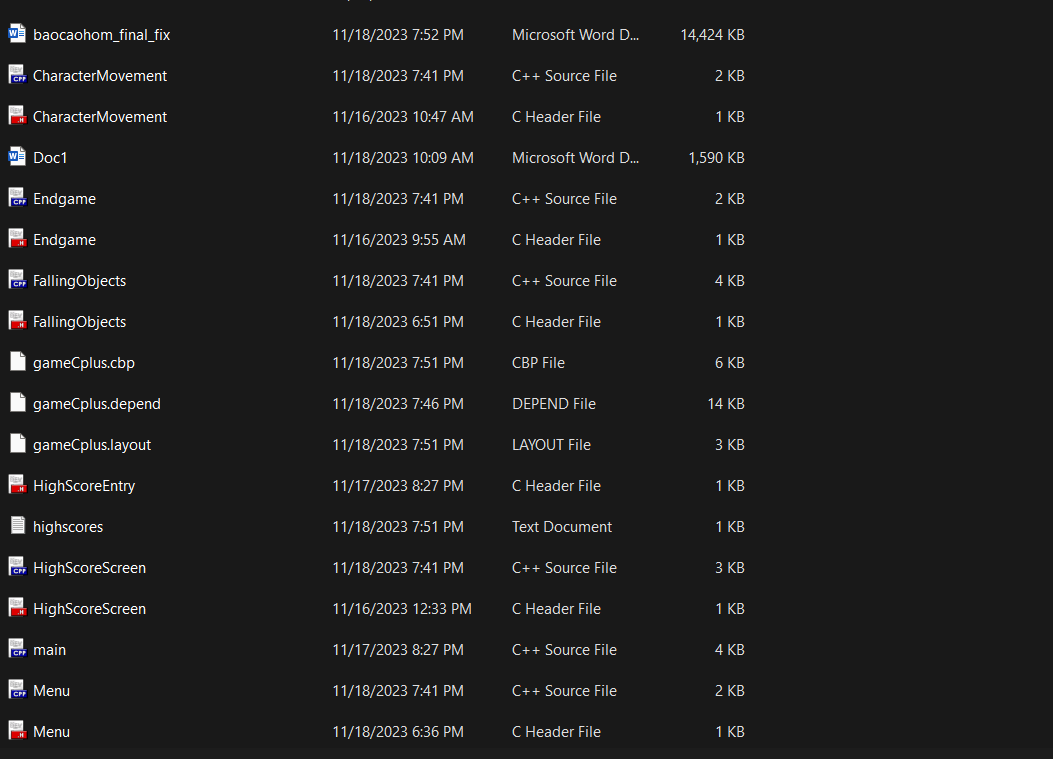 baocaohom_final_fix 11/18/2023 7:52 PM Microsoft Word D... 14,424 KB
CharacterMovement 11/18/2023 7:41 PM C++ Source File 2 KB
CharacterMovement 11/16/2023 10:47 AM C Header File 1 KB
Doc1 11/18/2023 10:09 AM Microsoft Word D... 1,590 KB
Endgame 11/18/2023 7:41 PM C++ Source File 2 KB
Endgame 11/16/2023 9:55 AM C Header File 1 KB
FallingObjects 11/18/2023 7:41 PM C++ Source File 4 KB
FallingObjects 11/18/2023 6:51 PM C Header File 1 KB
gameCplus.cbp 11/18/2023 7:51 PM CBP File 6 KB
gameCplus.depend 11/18/2023 7:46 PM DEPEND File 14 KB
gameCplus.layout 11/18/2023 7:51 PM LAYOUT File 3 KB
HighScoreEntry 11/17/2023 8:27 PM C Header File 1 KB
highscores 11/18/2023 7:51 PM Text Document 1 KB
HighScoreScreen 11/18/2023 7:41 PM C++ Source File 3 KB
HighScoreScreen 11/16/2023 12:33 PM C Header File 1 KB
main 11/17/2023 8:27 PM C++ Source File 4 KB
Menu 11/18/2023 7:41 PM C++ Source File 2 KB
Menu 11/18/2023 6:36 PM C Header File 1 KB